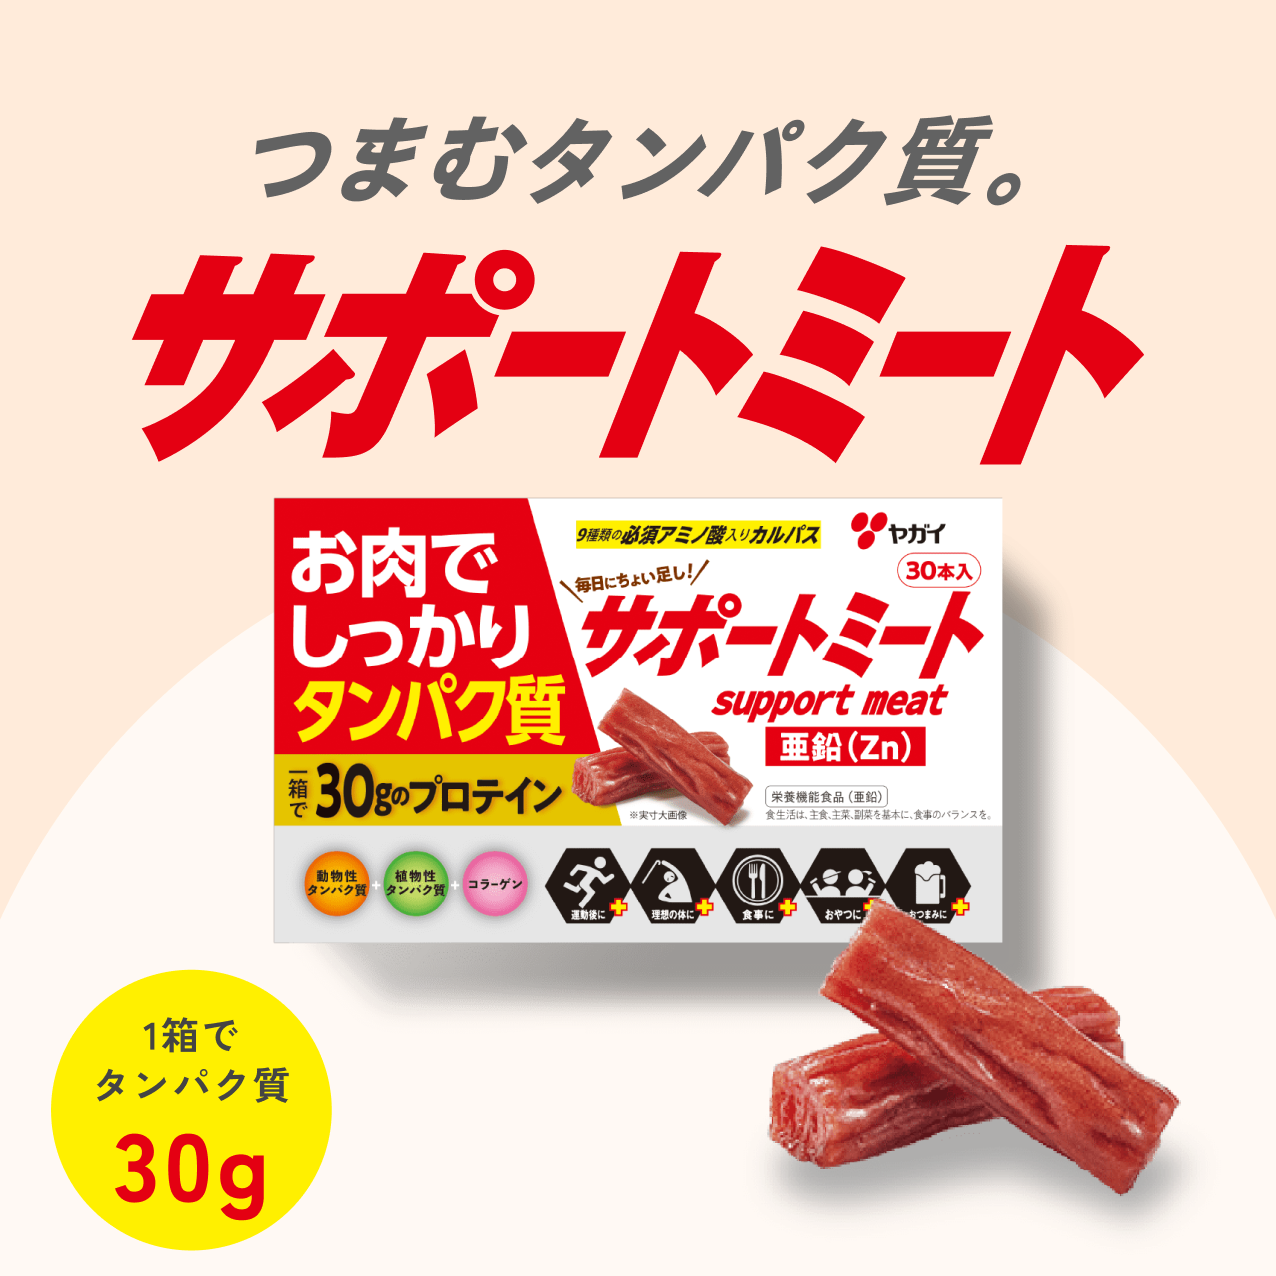 つまむタンパク質。
サポートミート
お肉で
しっかり
タンパク質
一箱で30gのプロテイン
9種類の必須アミノ酸入りカルパス
ヤガイ
30本入
毎日にちょい足し!
サポートミート
support meat
亜鉛(Zn)
栄養機能食品(亜鉛)
食生活は、主食、主菜、副菜を基本に、食事のバランスを。
※実寸大画像
動物性
タンパク質
+
植物性
タンパク質
+
コラーゲン
運動後に+
理想の体に+
食事に+
おやつに+
おつまみに+
1箱で
タンパク質
30g